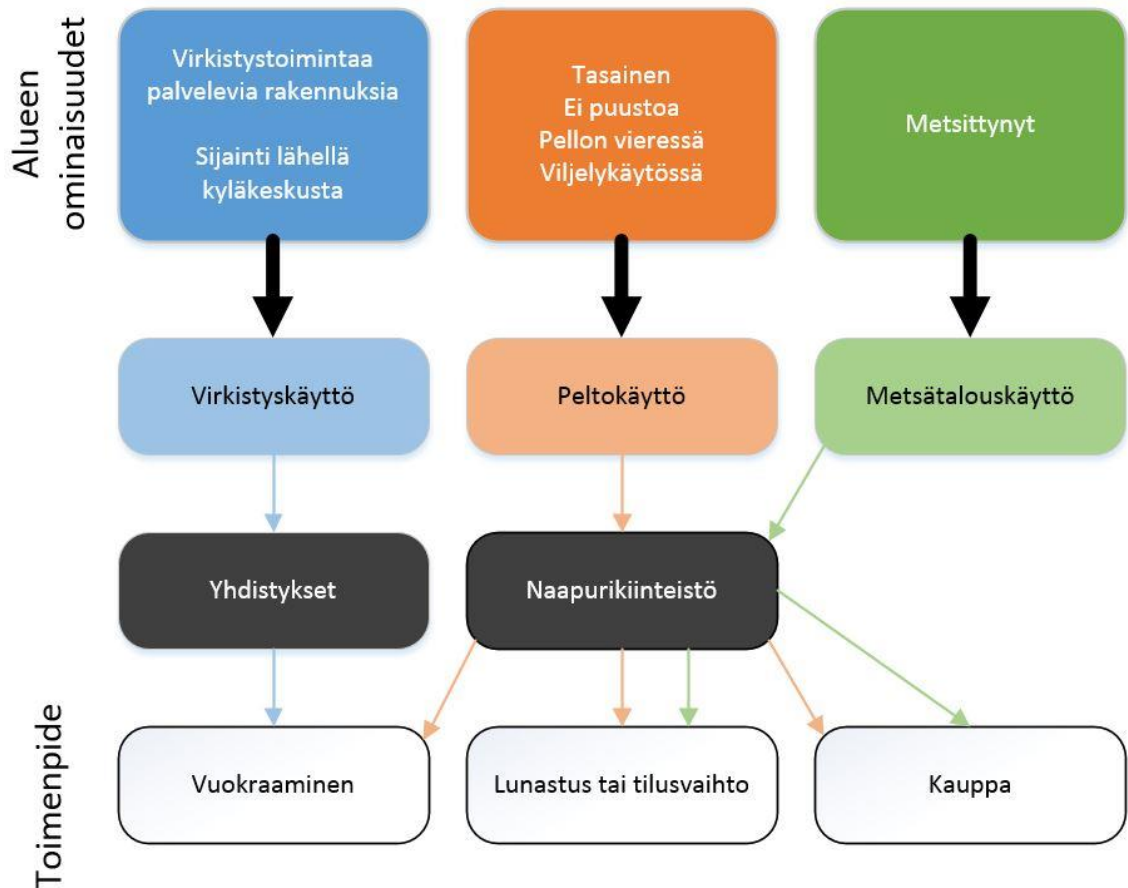 Alueen
ominaisuudet
Virkistystoimintaa
palvelevia rakennuksia
Sijainti lähellä
kyläkeskusta
Tasainen
Ei puustoa
Pellon vieressä
Viljelykäytössä
Metsittynyt
Virkistyskäyttö
Peltokäyttö
Metsätalouskäyttö
Yhdistykset
Naapurikiinteistö
Toimenpide
Vuokraaminen
Lunastus tai tilusvaihto
Kauppa